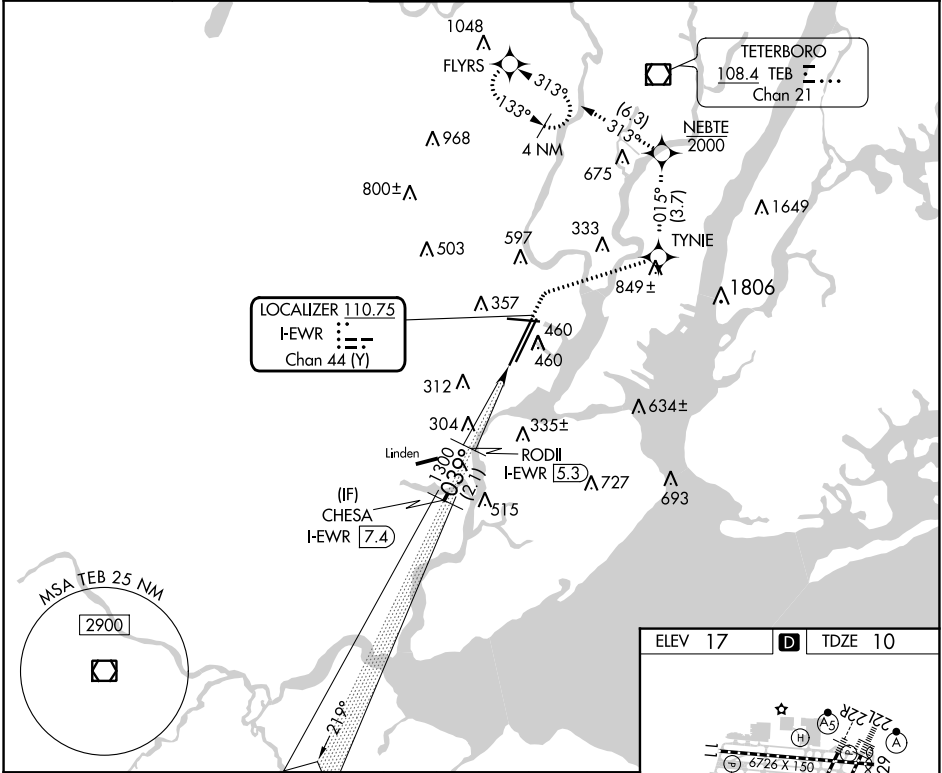 1048
FLYRS
313°
133°
4 NM
TETERBORO
108.4 TEB
Chan 21
(6.3)
313°
NEBTE
2000
968
675
800±
015°
(3.7)
1649
503
597
333
TYNIE
849±
1806
LOCALIZER 110.75
I-EWR
Chan 44 (Y)
357
460
460
312
634±
304
335±
Linden
1300
039°
(2.1)
RODII
I-EWR 5.3
727
693
(IF)
CHESA
I-EWR 7.4
515
MSA TEB 25 NM
2900
219°
ELEV 17 D TDZE 10
22R
22L
A5
A
H
11
P
6726 X 150
P
29